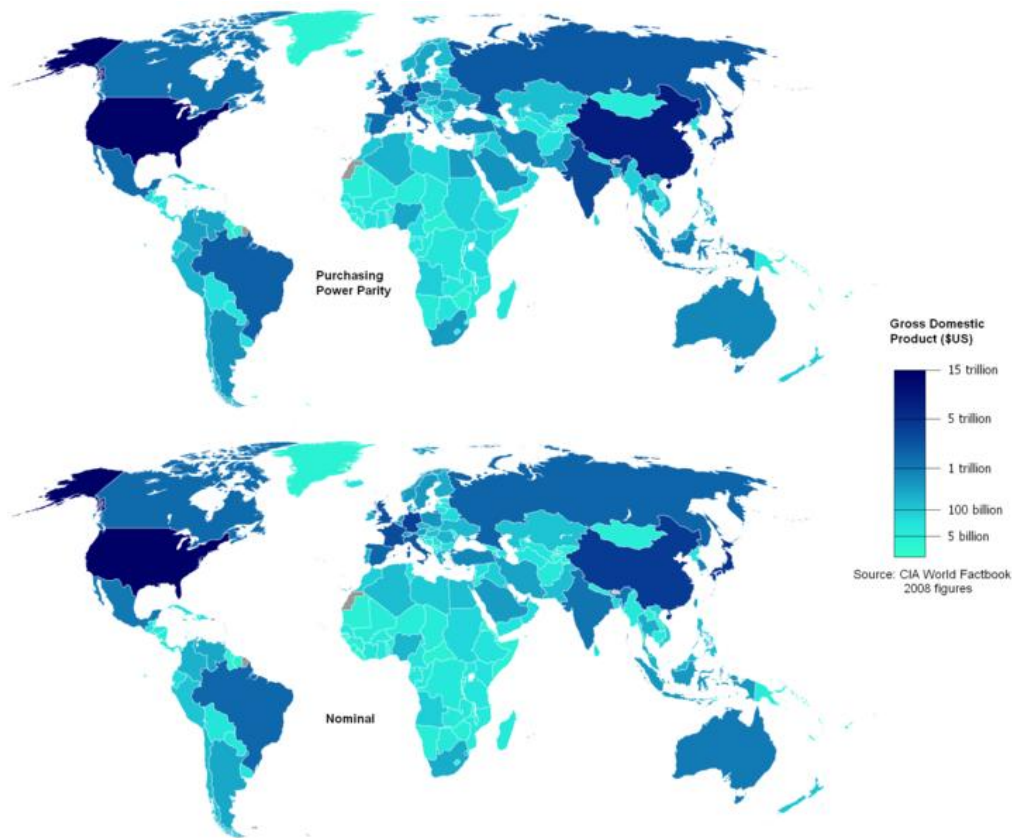 Purchasing
Power Parity
Gross Domestic
Product ($US)
15 trillion
5 trillion
1 trillion
100 billion
5 billion
Source: CIA World Factbook
2008 figures
Nominal